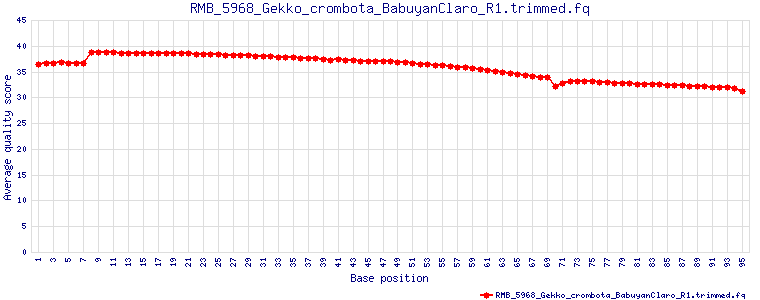 RMB_5968_Gekko_crombota_BabuyanClaro_R1.trimmed.fq
45
40
35
30
25
20
15
10
5
0
Average quality score
1 3 5 7 9 11 13 15 17 19 21 23 25 27 29 31 33 35 37 39 41 43 45 47 49 51 53 55 57 59 61 63 65 67 69 71 73 75 77 79 81 83 85 87 89 91 93 95
Base position
RMB_5968_Gekko_crombota_BabuyanClaro_R1.trimmed.fq